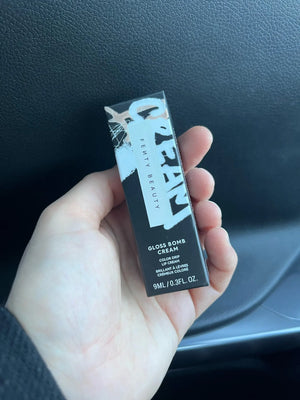 CREAM
FENTY BEAUTY
GLOSS BOMB
CREAM
COLOR DRIP
LIP CREAM
BRILLANT À LÈVRES
CRÉMEUX COLORÉ
9ML/0.3FL. OZ.